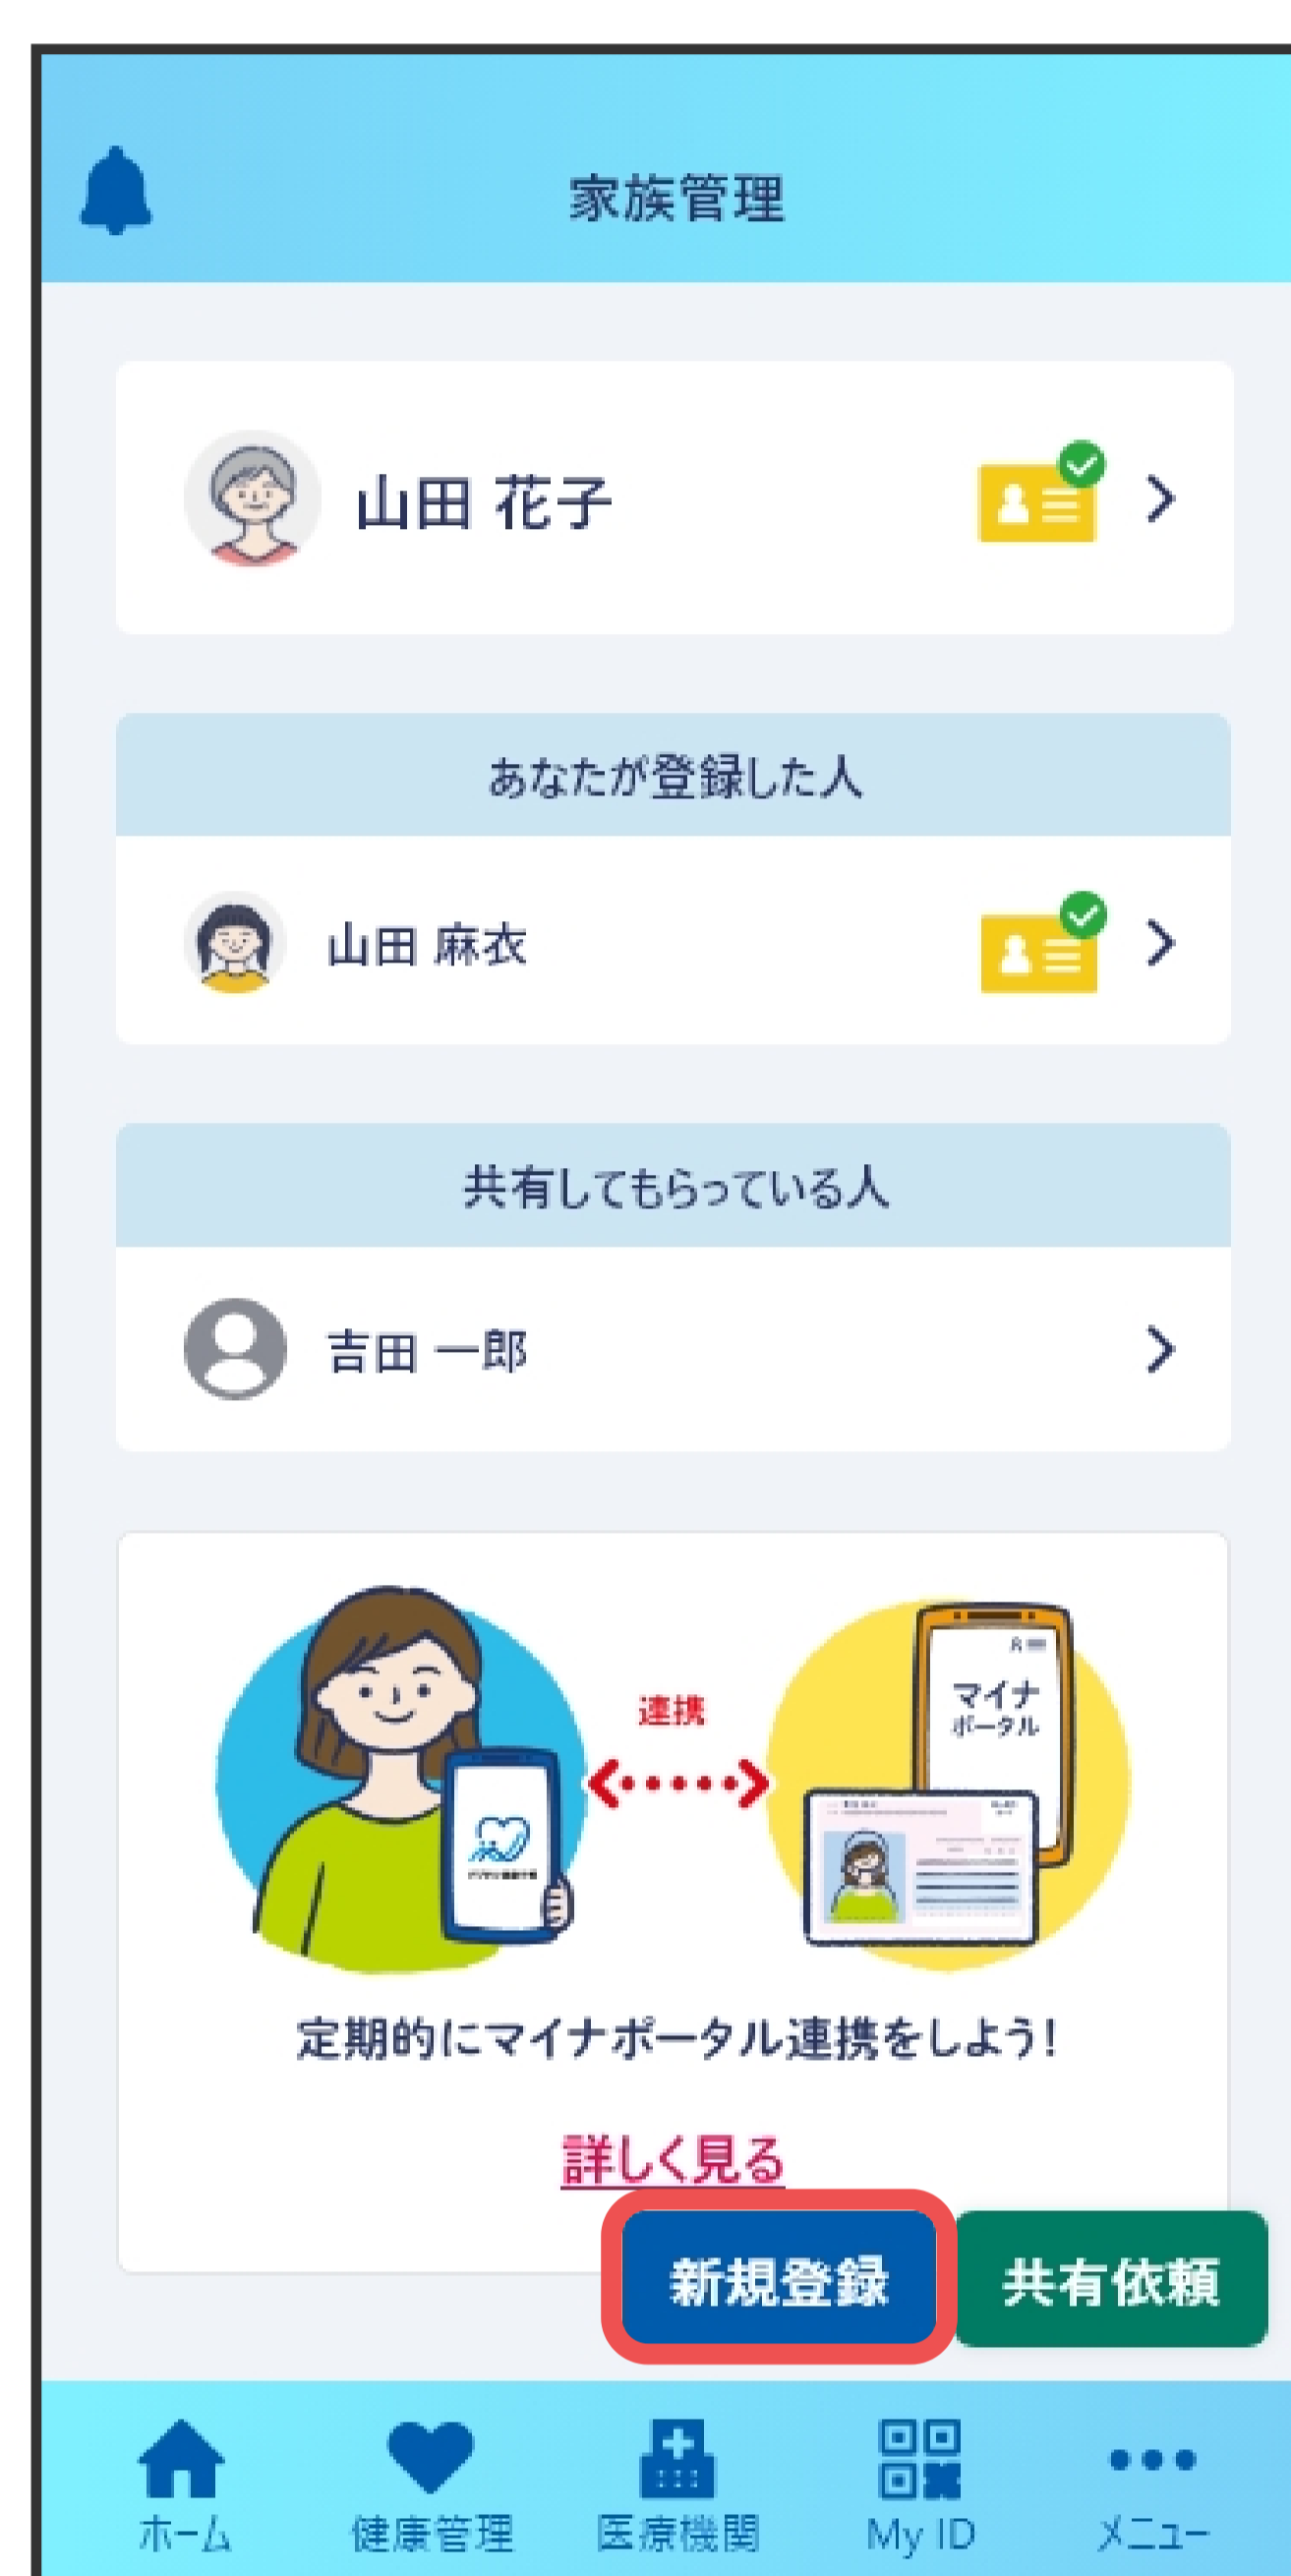 家族管理
山田 花子
あなたが登録した人
山田 麻衣
共有してもらっている人
吉田 一郎
連携
マイナ
ポータル
定期的にマイナポータル連携をしよう!
詳しく見る
新規登録
共有依頼
ホーム
健康管理
医療機関
My ID
メニュー